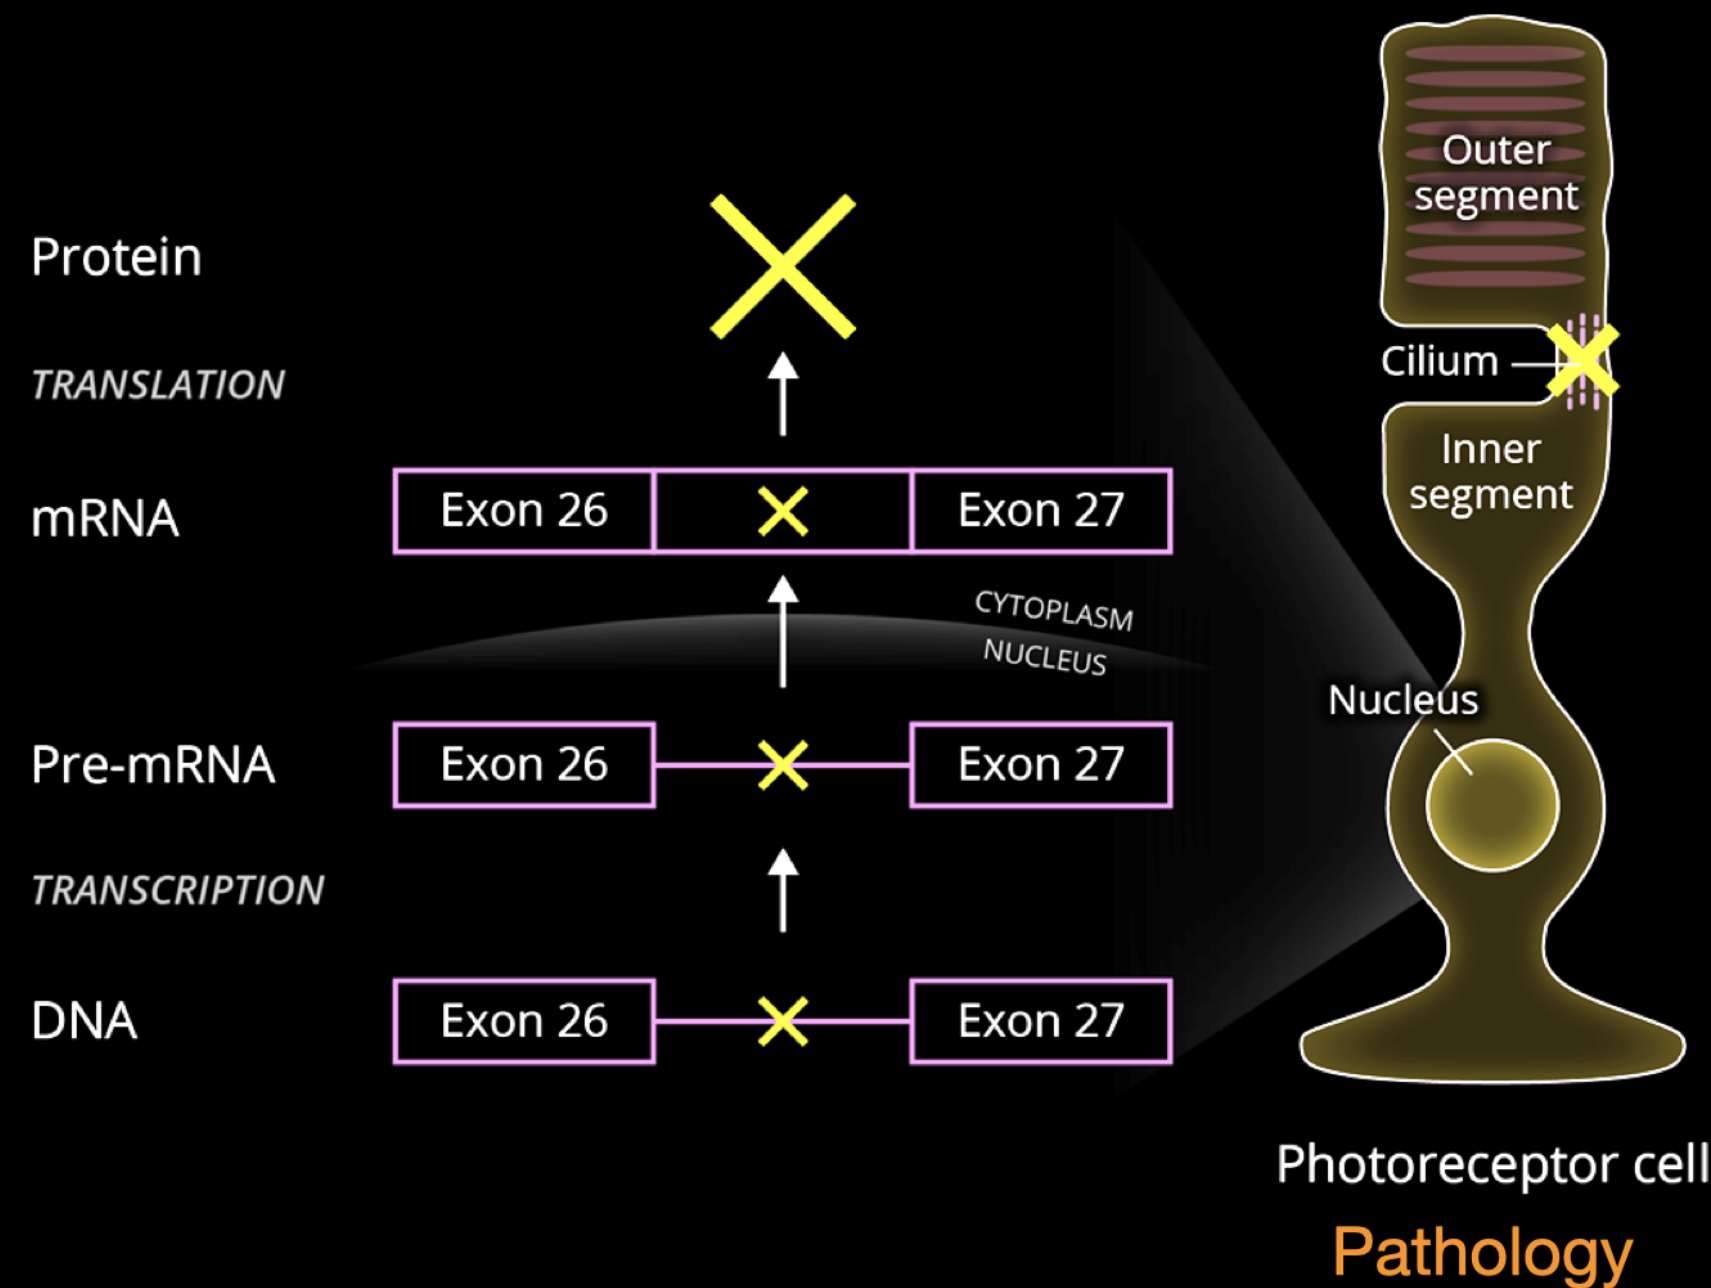 Outer
segment
Protein
Cilium
TRANSLATION
Inner
segment
mRNA
Exon 26
Exon 27
CYTOPLASM
NUCLEUS
Nucleus
Pre-mRNA
Exon 26
Exon 27
TRANSCRIPTION
DNA
Exon 26
Exon 27
Photoreceptor cell
Pathology